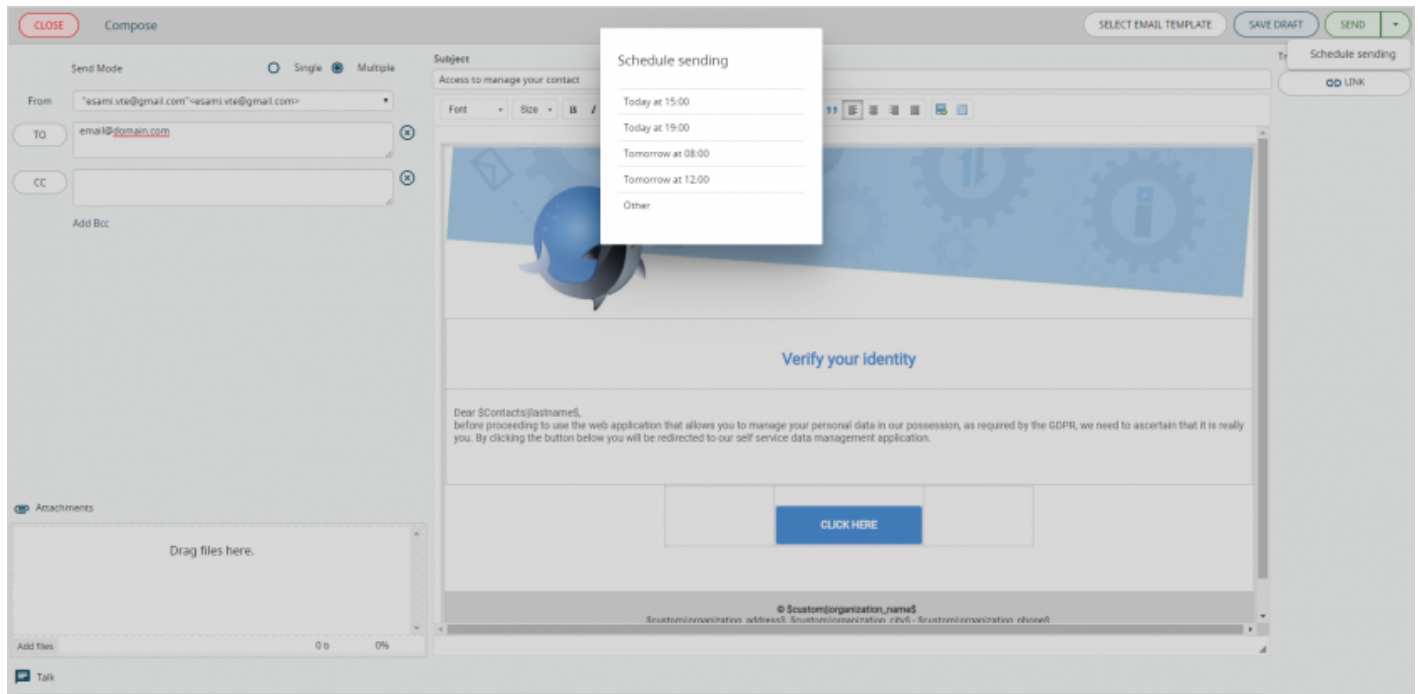 CLOSE
Compose
SELECT EMAIL TEMPLATE
SAVE DRAFT
SEND
Schedule sending
LINK
Send Mode
Single
Multiple
From
"esami.vte@gmail.com"<esami.vte@gmail.com>
TO
email@domain.com
CC
Add Bcc
Subject
Access to manage your contact
Font
Size
B
I
Schedule sending
Today at 15:00
Today at 19:00
Tomorrow at 08:00
Tomorrow at 12:00
Other
Verify your identity
Dear $Contacts||lastname$,
before proceeding to use the web application that allows you to manage your personal data in our possession, as required by the GDPR, we need to ascertain that it is really
you. By clicking the button below you will be redirected to our self service data management application.
CLICK HERE
© $custom||organization_name$
$custom||organization_address$, $custom||organization_city$ - $custom||organization_phone$
Attachments
Drag files here.
Add files
0 b
0%
Talk